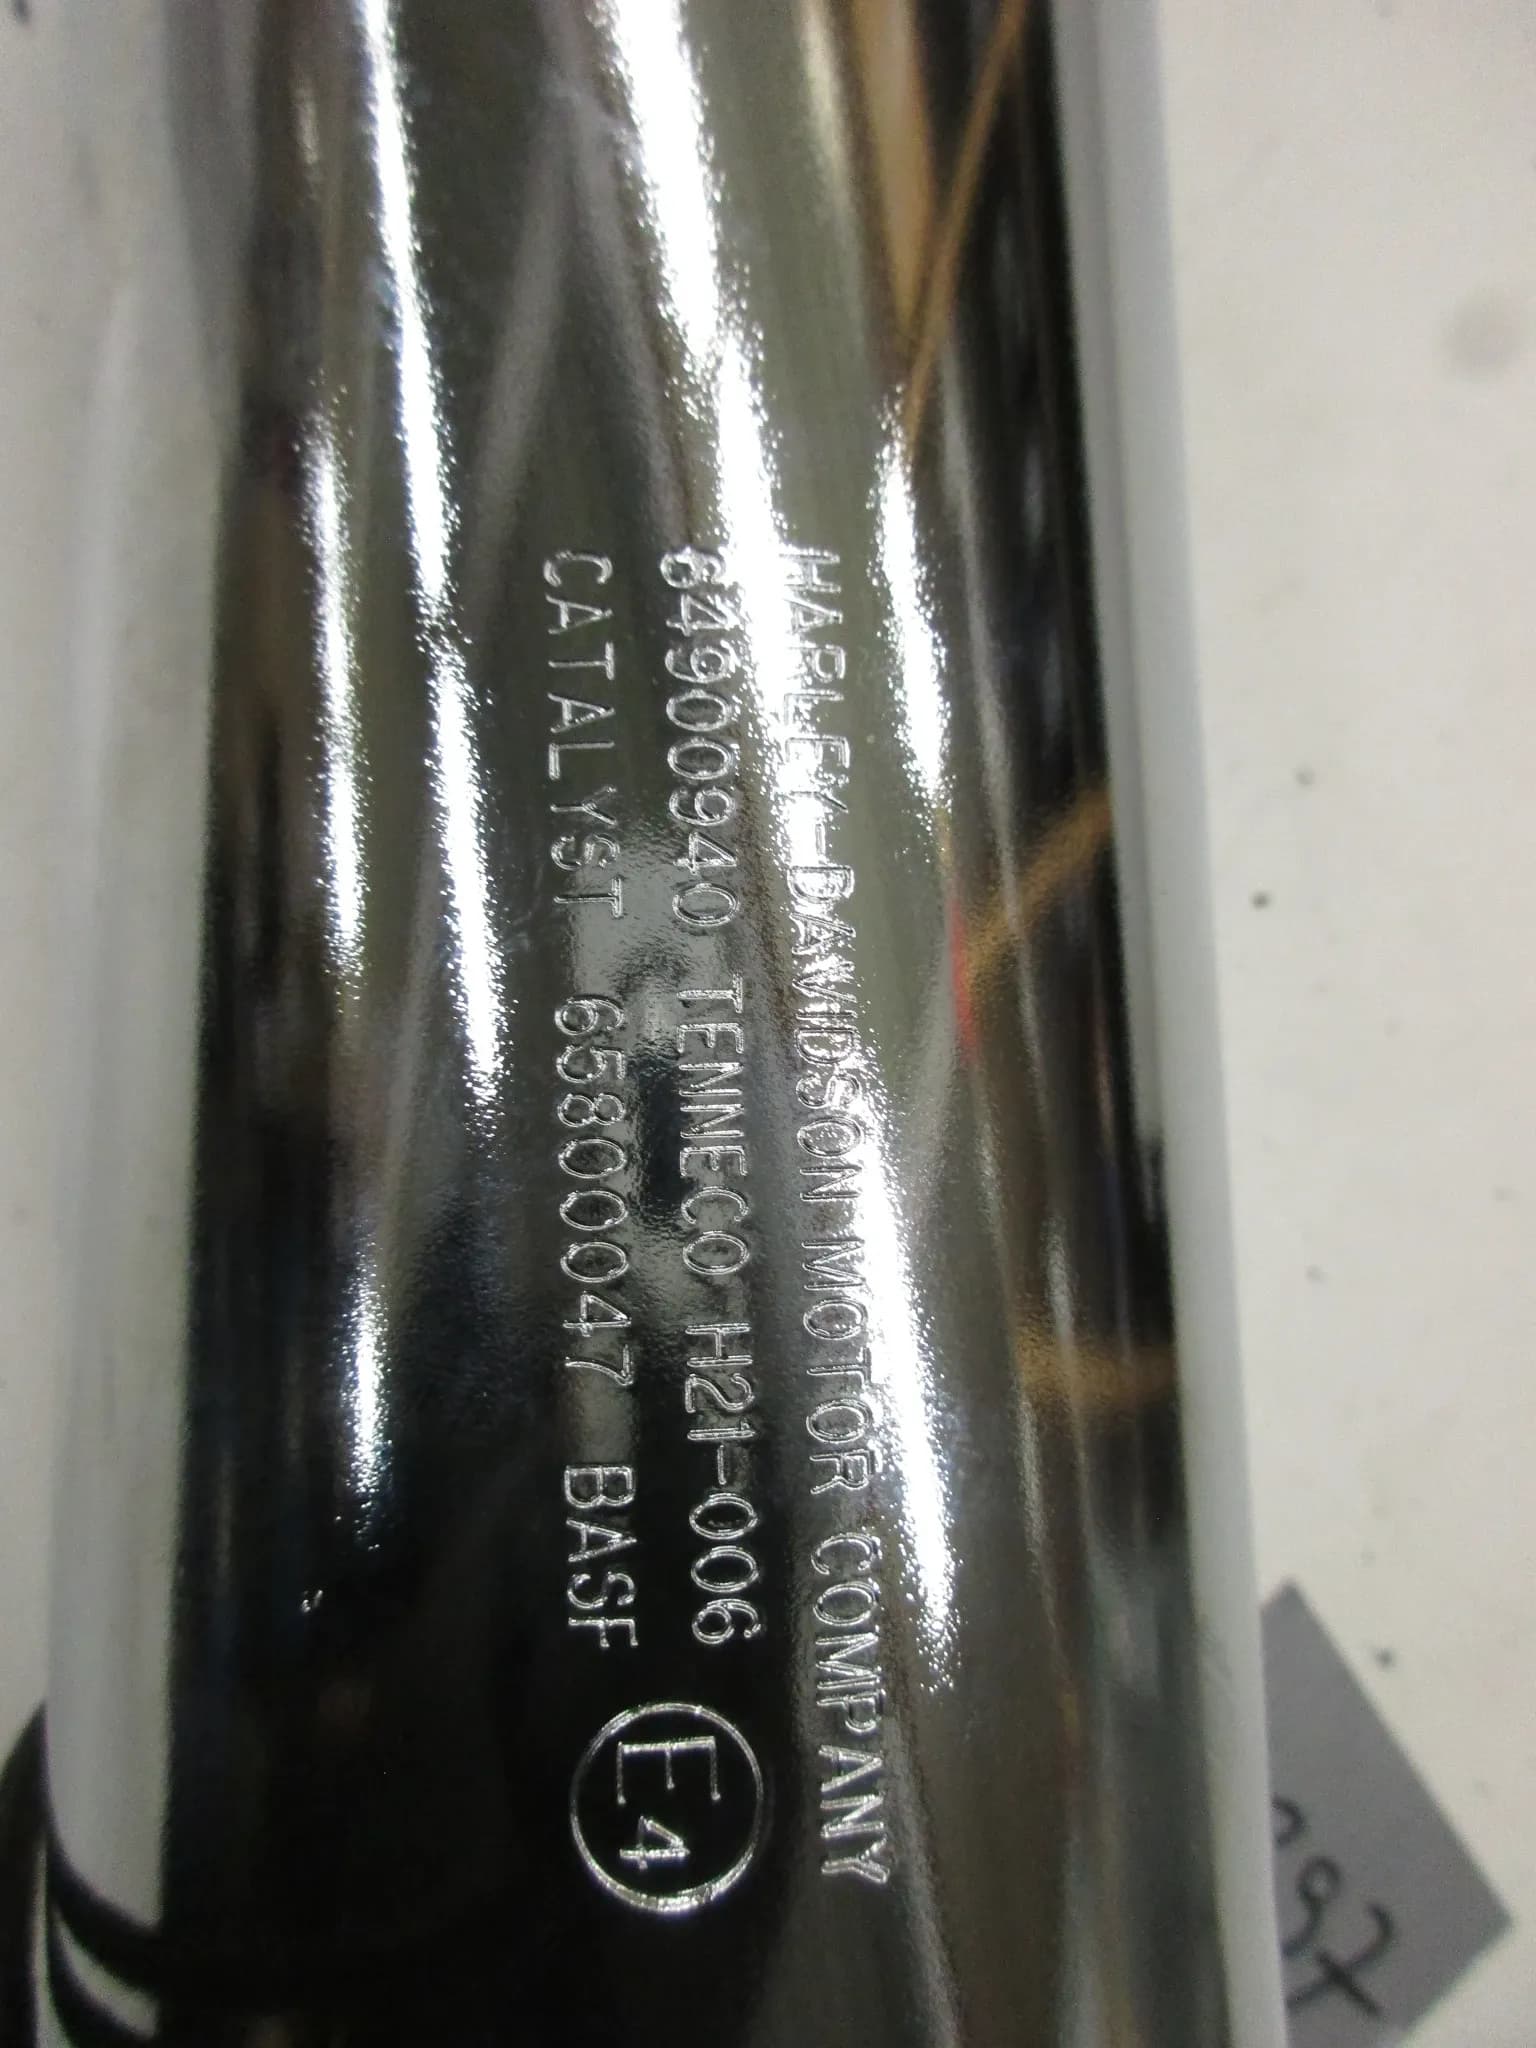 HARLEY-DAVIDSON MOTOR COMPANY
64900940 TENNECO H21-006
CATALYST 65800047 BASF
E4